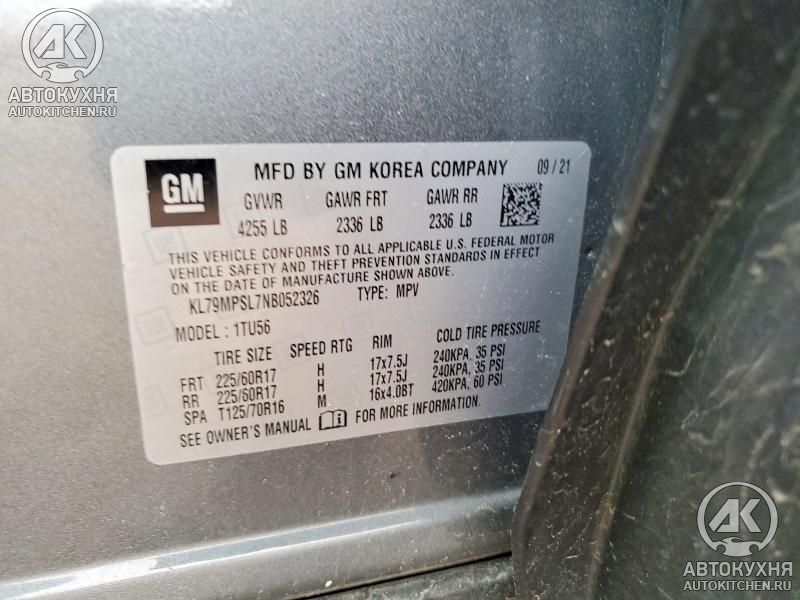 АК
АВТОКУХНЯ
AUTOKITCHEN.RU
GM
MFD BY GM KOREA COMPANY 09 / 21
GVWR GAWR FRT GAWR RR
4255 LB 2336 LB 2336 LB
THIS VEHICLE CONFORMS TO ALL APPLICABLE U.S. FEDERAL MOTOR
VEHICLE SAFETY AND THEFT PREVENTION STANDARDS IN EFFECT
ON THE DATE OF MANUFACTURE SHOWN ABOVE.
KL79MPSL7NB052326 TYPE: MPV
MODEL: 1TU56
TIRE SIZE SPEED RTG RIM COLD TIRE PRESSURE
FRT 225/60R17 H 17x7.5J 240KPA, 35 PSI
RR 225/60R17 H 17x7.5J 240KPA, 35 PSI
SPA T125/70R16 M 16x4.0BT 420KPA, 60 PSI
SEE OWNER'S MANUAL FOR MORE INFORMATION.
АК
АВТОКУХНЯ
AUTOKITCHEN.RU